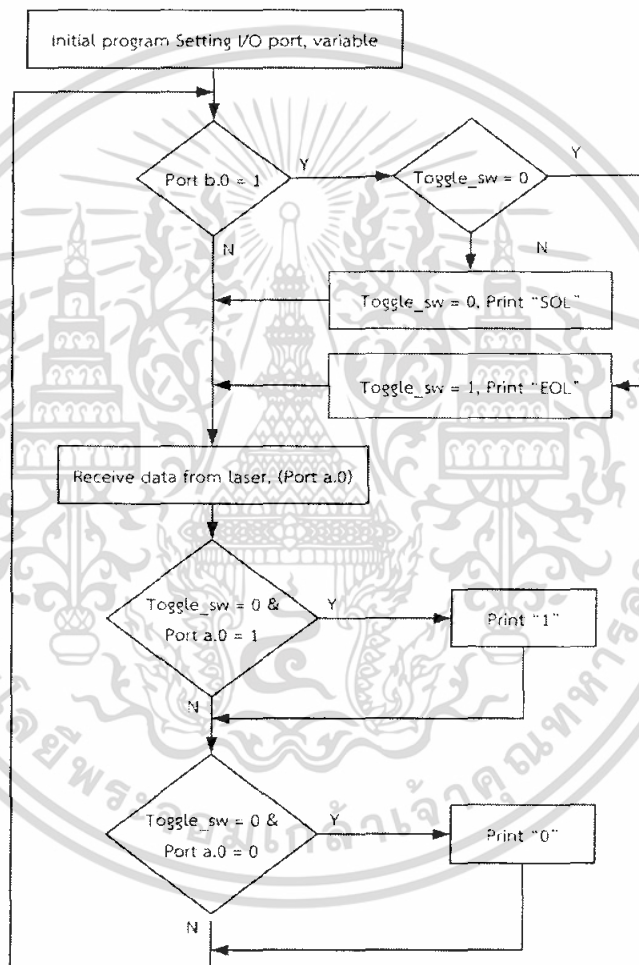 Initial program Setting I/O port, variable
Port b.0 = 1
Y
Toggle_sw = 0
Y
N
N
Toggle_sw = 0, Print "SOL"
Toggle_sw = 1, Print "EOL"
Receive data from laser, (Port a.0)
Toggle_sw = 0 &
Port a.0 = 1
Y
Print "1"
N
Toggle_sw = 0 &
Port a.0 = 0
Y
Print "0"
N